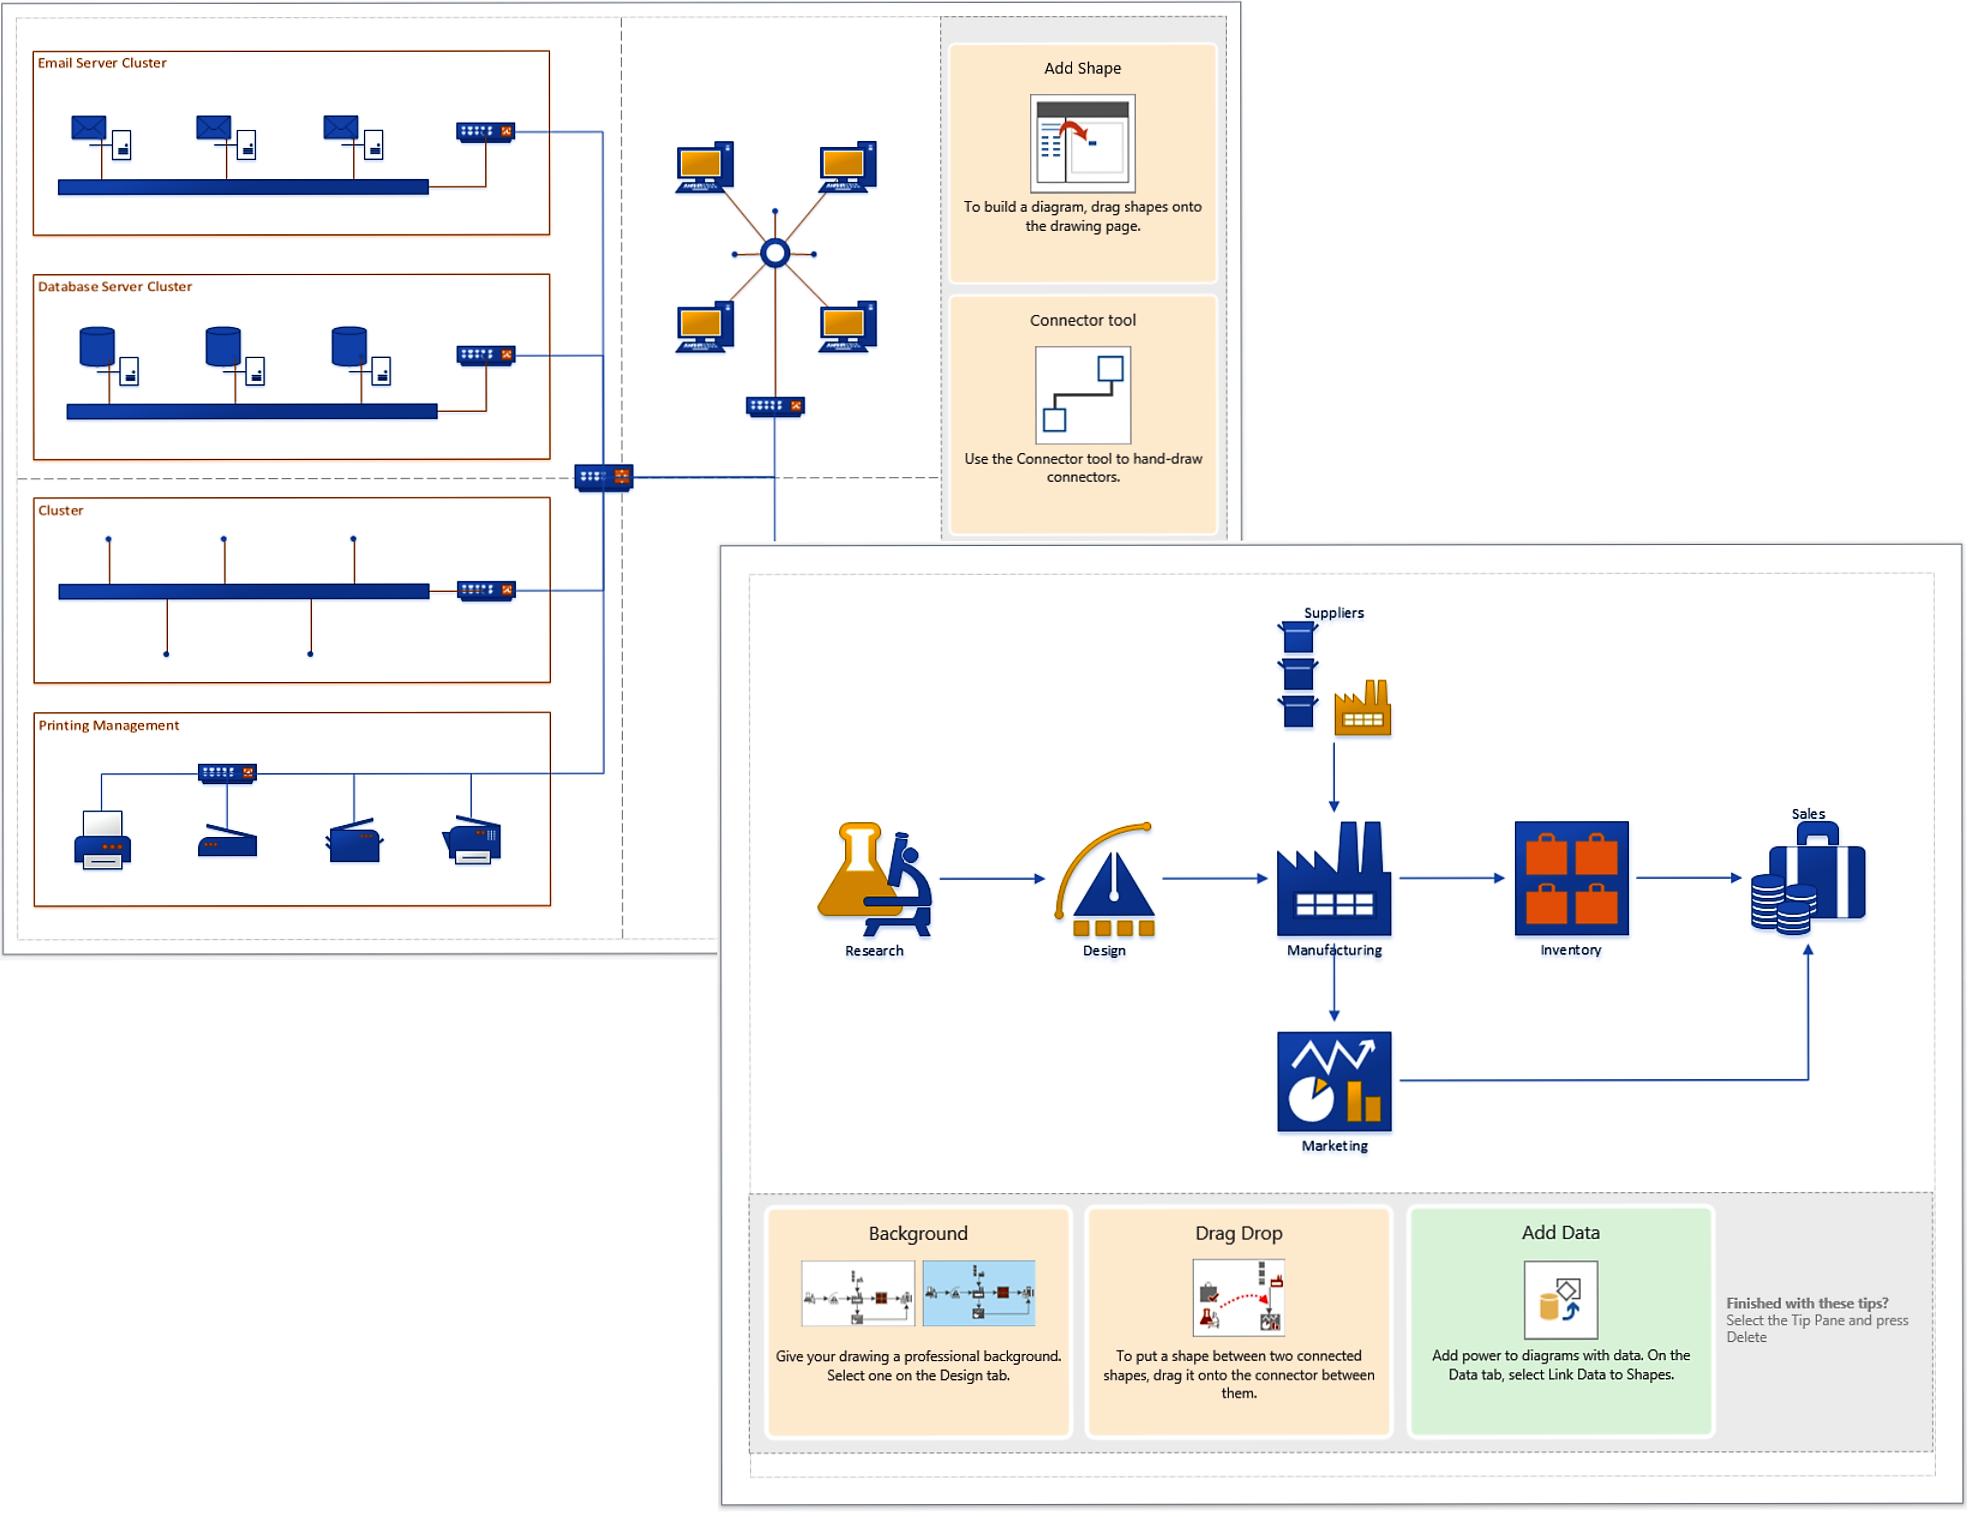 Email Server Cluster
Database Server Cluster
Cluster
Printing Management
Add Shape
To build a diagram, drag shapes onto
the drawing page.
Connector tool
Use the Connector tool to hand-draw
connectors.
Suppliers
Sales
Research
Design
Manufacturing
Inventory
Marketing
Background
Give your drawing a professional background.
Select one on the Design tab.
Drag Drop
To put a shape between two connected
shapes, drag it onto the connector between
them.
Add Data
Add power to diagrams with data. On the
Data tab, select Link Data to Shapes.
Finished with these tips?
Select the Tip Pane and press
Delete